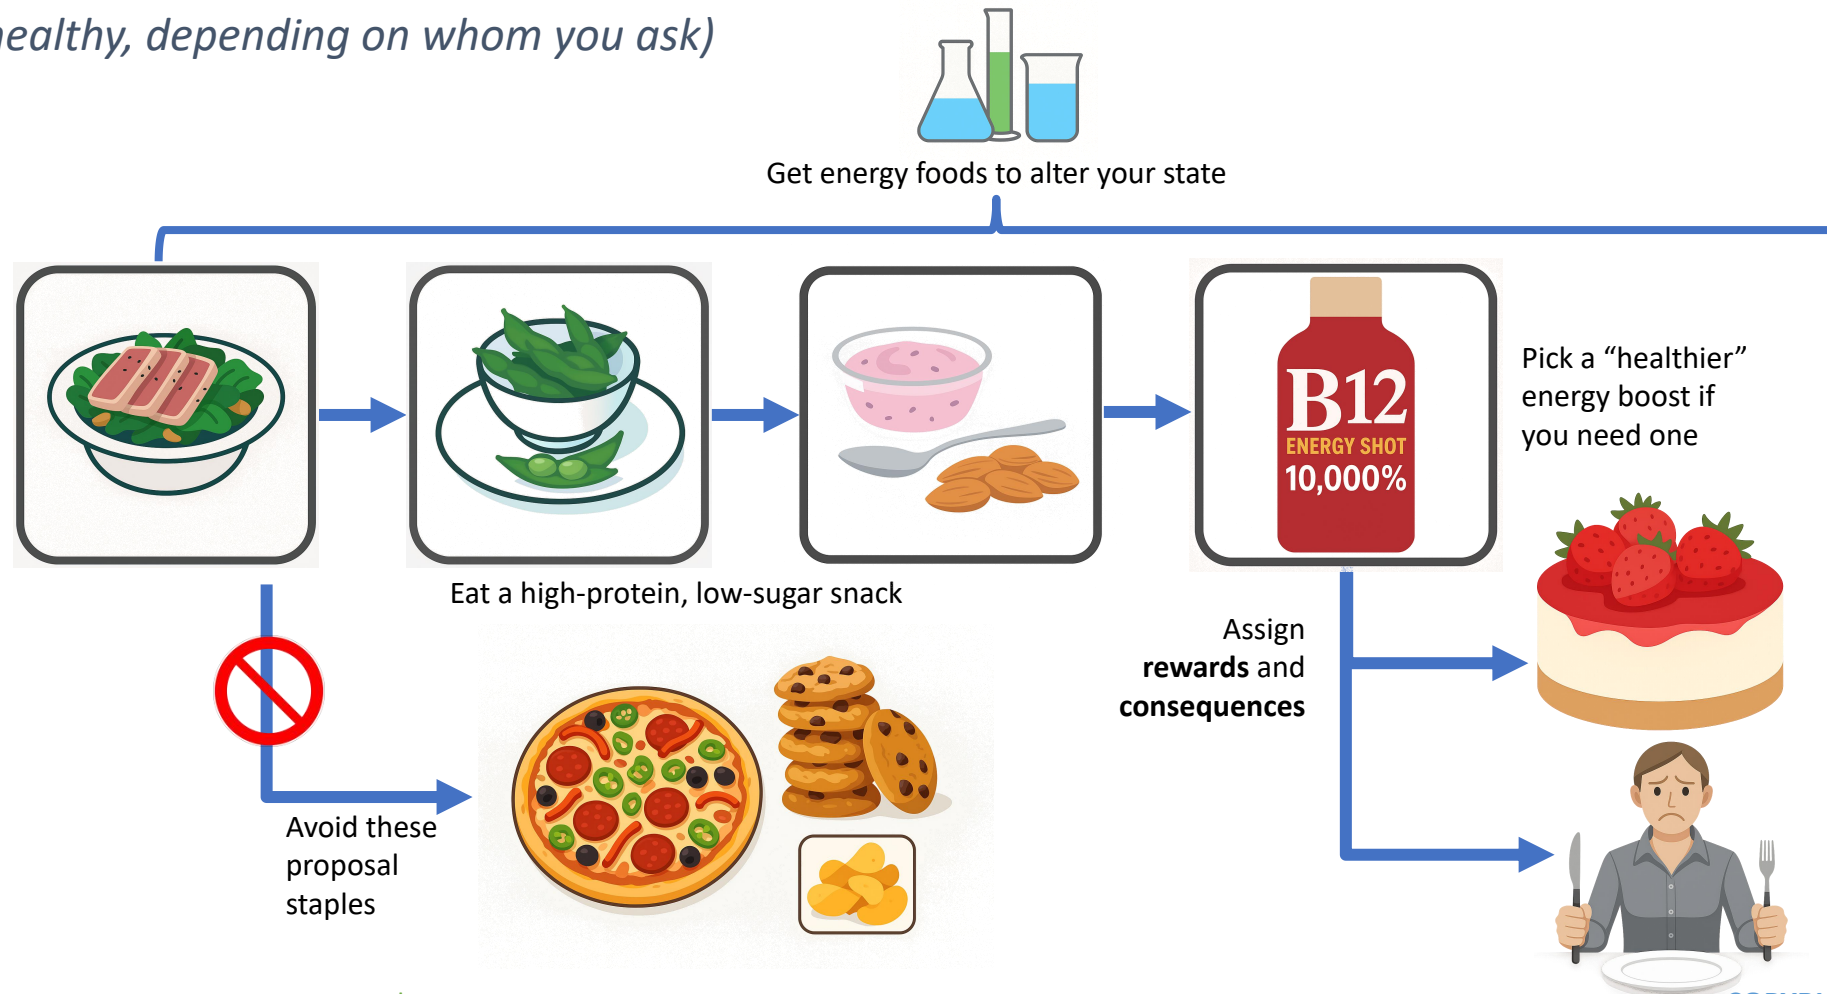 healthy, depending on whom you ask)
Get energy foods to alter your state
B12
ENERGY SHOT
10,000%
Pick a “healthier”
energy boost if
you need one
Eat a high-protein, low-sugar snack
Assign
rewards and
consequences
Avoid these
proposal
staples